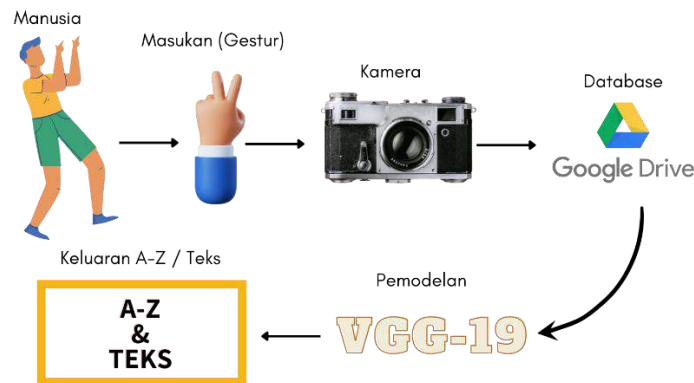 Manusia
Masukan (Gestur)
Kamera
Database
Google Drive
Keluaran A-Z / Teks
Pemodelan
A-Z
&
TEKS
VGG-19